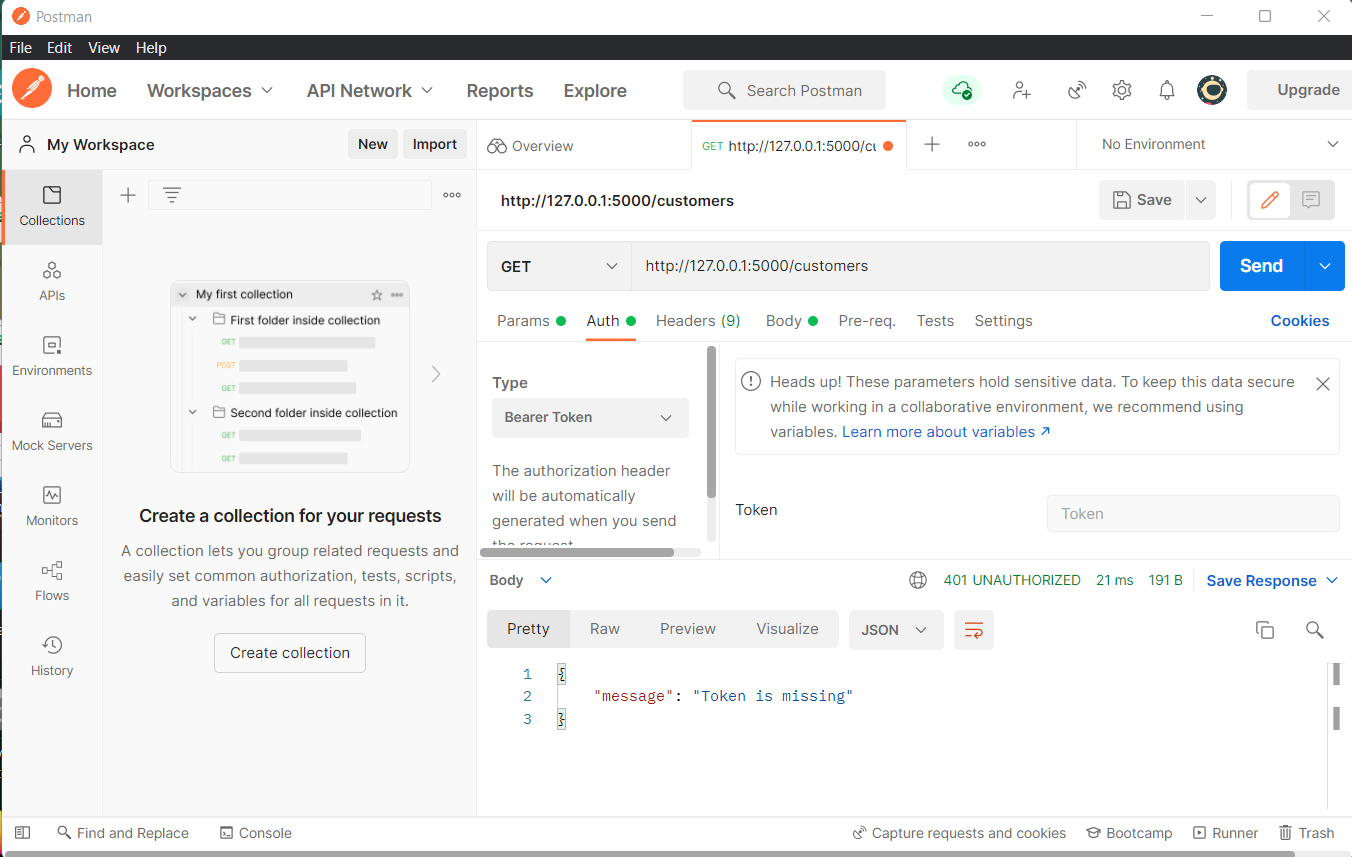 Postman
File Edit View Help
Home Workspaces API Network Reports Explore Search Postman Upgrade
My Workspace New Import
Overview GET http://127.0.0.1:5000/cu No Environment
http://127.0.0.1:5000/customers Save
GET http://127.0.0.1:5000/customers Send
Params Auth Headers (9) Body Pre-req. Tests Settings Cookies
Collections
APIs
Environments
Mock Servers
Monitors
Flows
History
My first collection
First folder inside collection
GET
POST
GET
Second folder inside collection
GET
GET
Create a collection for your requests
A collection lets you group related requests and
easily set common authorization, tests, scripts,
and variables for all requests in it.
Create collection
Type
Bearer Token
The authorization header
will be automatically
generated when you send
the request
Heads up! These parameters hold sensitive data. To keep this data secure
while working in a collaborative environment, we recommend using
variables. Learn more about variables ↗
Token Token
Body 401 UNAUTHORIZED 21 ms 191 B Save Response
Pretty Raw Preview Visualize JSON
1 {
2 "message": "Token is missing"
3 }
Find and Replace Console Capture requests and cookies Bootcamp Runner Trash